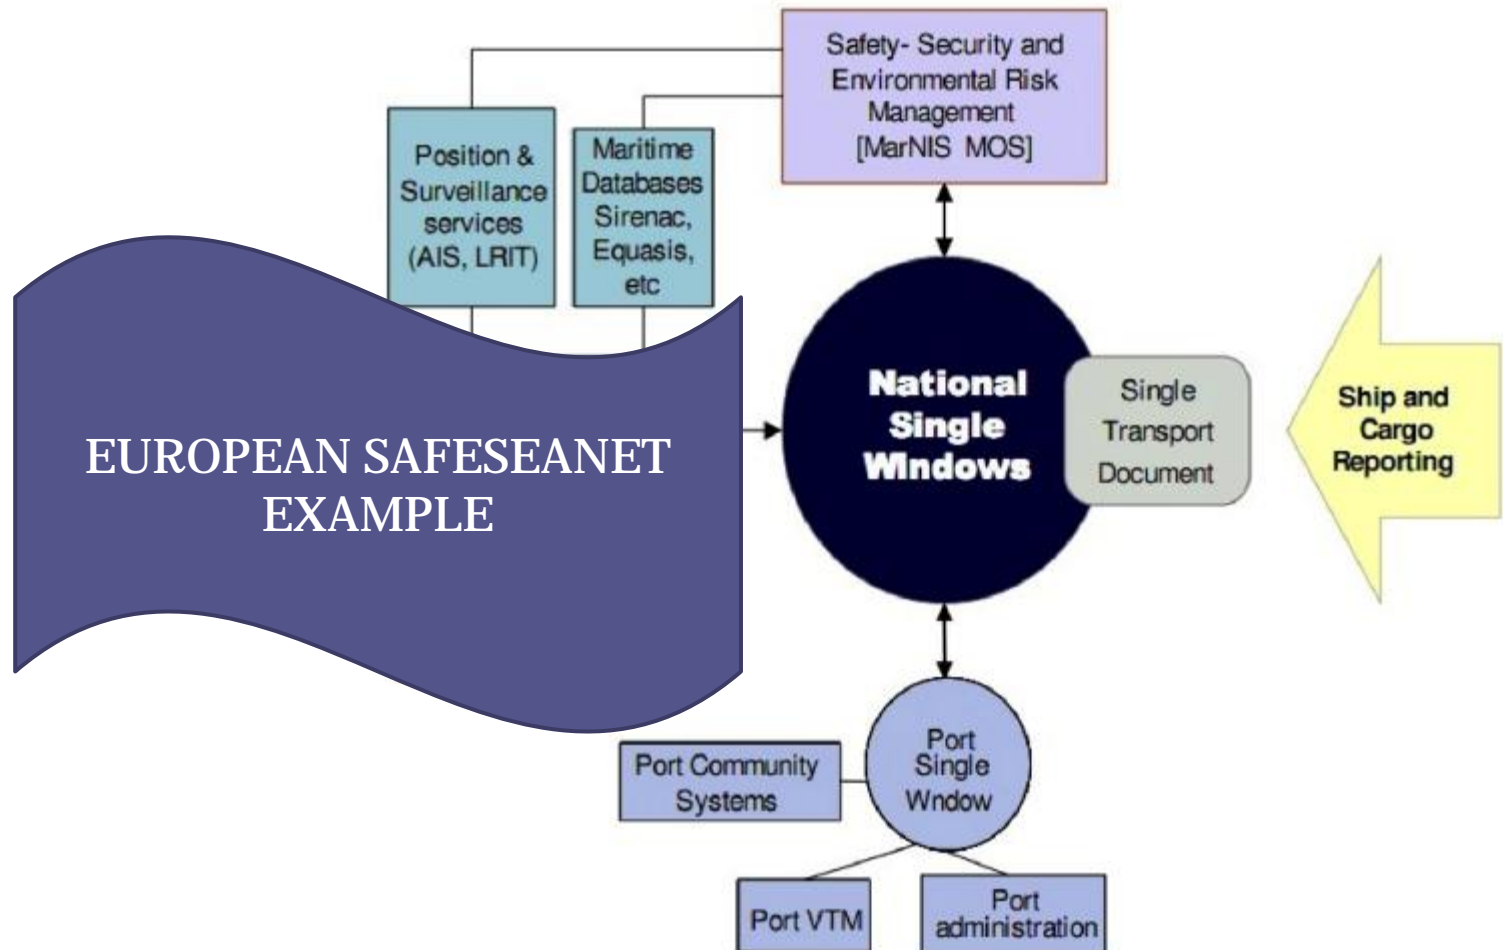 Safety- Security and
Environmental Risk
Management
[MarNIS MOS]
Position &
Surveillance
services
(AIS, LRIT)
Maritime
Databases
Sirenac,
Equasis,
etc
EUROPEAN SAFESEANET
EXAMPLE
National
Single
Windows
Single
Transport
Document
Ship and
Cargo
Reporting
Port Community
Systems
Port
Single
Wndow
Port VTM
Port
administration